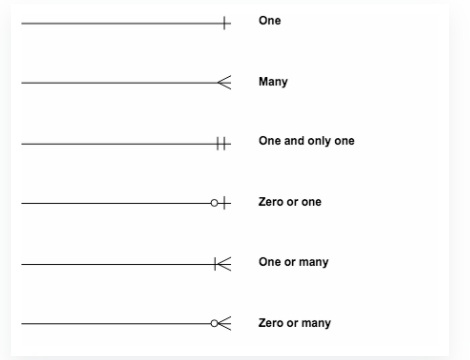 One
Many
One and only one
Zero or one
One or many
Zero or many